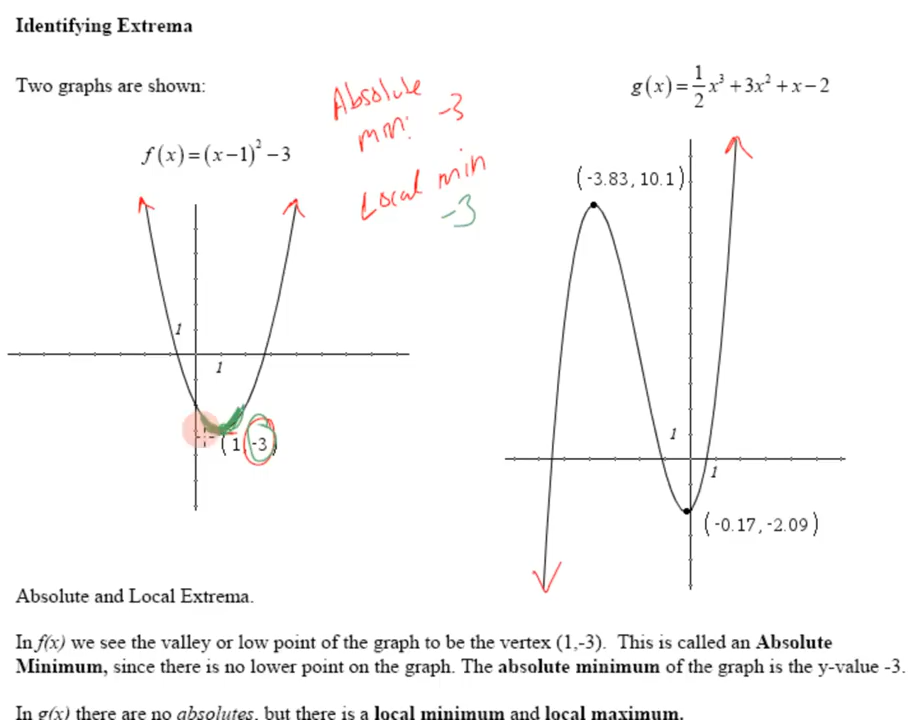 Identifying Extrema
Two graphs are shown:
Absolute
min: -3
Local min
-3
f(x)=(x−1)²−3
1
1
(1,-3)
g(x)=1/2x³+3x²+x−2
(-3.83, 10.1)
1
1
(-0.17, -2.09)
Absolute and Local Extrema.
In f(x) we see the valley or low point of the graph to be the vertex (1,-3). This is called an Absolute
Minimum, since there is no lower point on the graph. The absolute minimum of the graph is the y-value -3.
In g(x) there are no absolutes, but there is a local minimum and local maximum.